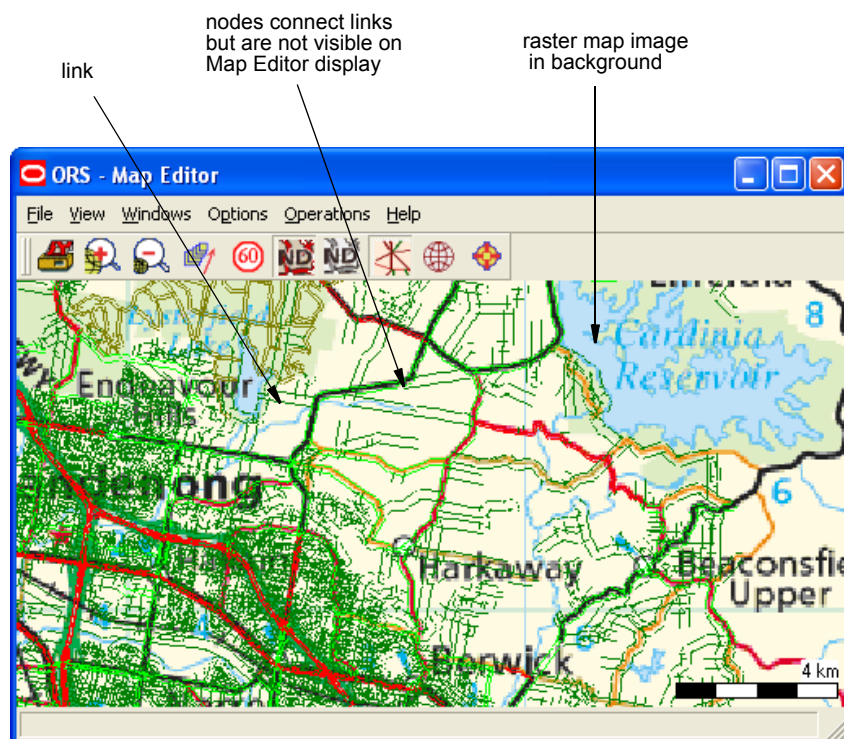 nodes connect links
but are not visible on
Map Editor display
raster map image
in background
link
ORS - Map Editor
File View Windows Options Operations Help
60 ND ND
8
Cardinia
Reservoir
Endeavour
Hills
6
Harkaway
Beaconsfie
Upper
Berwick
4 km